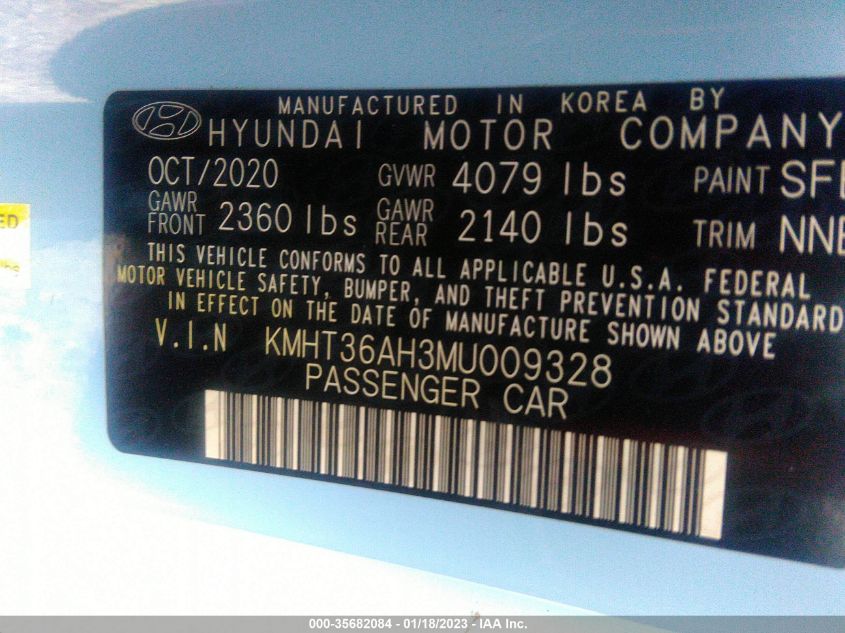 MANUFACTURED IN KOREA BY
HYUNDAI MOTOR COMPANY
OCT/2020 GVWR 4079 lbs PAINT SF
GAWR FRONT 2360 lbs GAWR REAR 2140 lbs TRIM NN
THIS VEHICLE CONFORMS TO ALL APPLICABLE U.S.A. FEDERAL
MOTOR VEHICLE SAFETY, BUMPER, AND THEFT PREVENTION STANDARD
IN EFFECT ON THE DATE OF MANUFACTURE SHOWN ABOVE
V.I.N KMHT36AH3MU009328
PASSENGER CAR
000-35682084 - 01/18/2023 - IAA Inc.